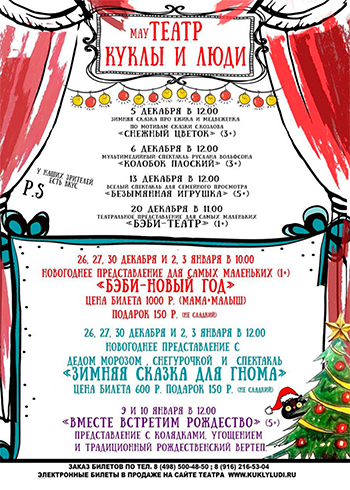 МАУ ТЕАТР
КУКЛЫ И ЛЮДИ
5 ДЕКАБРЯ В 12.00
ЗИМНЯЯ СКАЗКА ПРО ЕЖИКА И МЕДВЕЖОНКА
ПО МОТИВАМ СКАЗКИ С.КОЗЛОВА
«СНЕЖНЫЙ ЦВЕТОК» (3+)
6 ДЕКАБРЯ В 12.00
МУЛЬТИМЕДИЙНЫЙ СПЕКТАКЛЬ РУСЛАНА ВОЛЬФСОНА
«КОЛОБОК ПЛОСКИЙ» (3+)
13 ДЕКАБРЯ В 12.00
ВЕСЕЛЫЙ СПЕКТАКЛЬ ДЛЯ СЕМЕЙНОГО ПРОСМОТРА
«БЕЗЫМЯННАЯ ИГРУШКА» (5+)
20 ДЕКАБРЯ В 11.00
ТЕАТРАЛЬНОЕ ПРЕДСТАВЛЕНИЕ ДЛЯ САМЫХ МАЛЕНЬКИХ
«БЭБИ-ТЕАТР» (1+)
У НАШИХ ЗРИТЕЛЕЙ
ЕСТЬ ВКУС
P.S
26, 27, 30 ДЕКАБРЯ И 2, 3 ЯНВАРЯ В 10.00
НОВОГОДНЕЕ ПРЕДСТАВЛЕНИЕ ДЛЯ САМЫХ МАЛЕНЬКИХ (1+)
«БЭБИ-НОВЫЙ ГОД»
ЦЕНА БИЛЕТА 1000 Р. (МАМА+МАЛЫШ)
ПОДАРОК 150 Р. (НЕ СЛАДКИЙ)
26, 27, 30 ДЕКАБРЯ И 2, 3 ЯНВАРЯ В 12.00
НОВОГОДНЕЕ ПРЕДСТАВЛЕНИЕ С
ДЕДОМ МОРОЗОМ, СНЕГУРОЧКОЙ И СПЕКТАКЛЬ
«ЗИМНЯЯ СКАЗКА ДЛЯ ГНОМА»
ЦЕНА БИЛЕТА 600 Р. ПОДАРОК 150 Р. (НЕ СЛАДКИЙ)
9 И 10 ЯНВАРЯ В 12.00
«ВМЕСТЕ ВСТРЕТИМ РОЖДЕСТВО» (5+)
ПРЕДСТАВЛЕНИЕ С КОЛЯДКАМИ, УГОЩЕНИЕМ
И ТРАДИЦИОННЫЙ РОЖДЕСТВЕНСКИЙ ВЕРТЕП.
ЗАКАЗ БИЛЕТОВ ПО ТЕЛ. 8 (498) 500-48-50 ; 8 (916) 216-53-04
ЭЛЕКТРОННЫЕ БИЛЕТЫ В ПРОДАЖЕ НА САЙТЕ ТЕАТРА WWW.KUKLYLUDI.RU